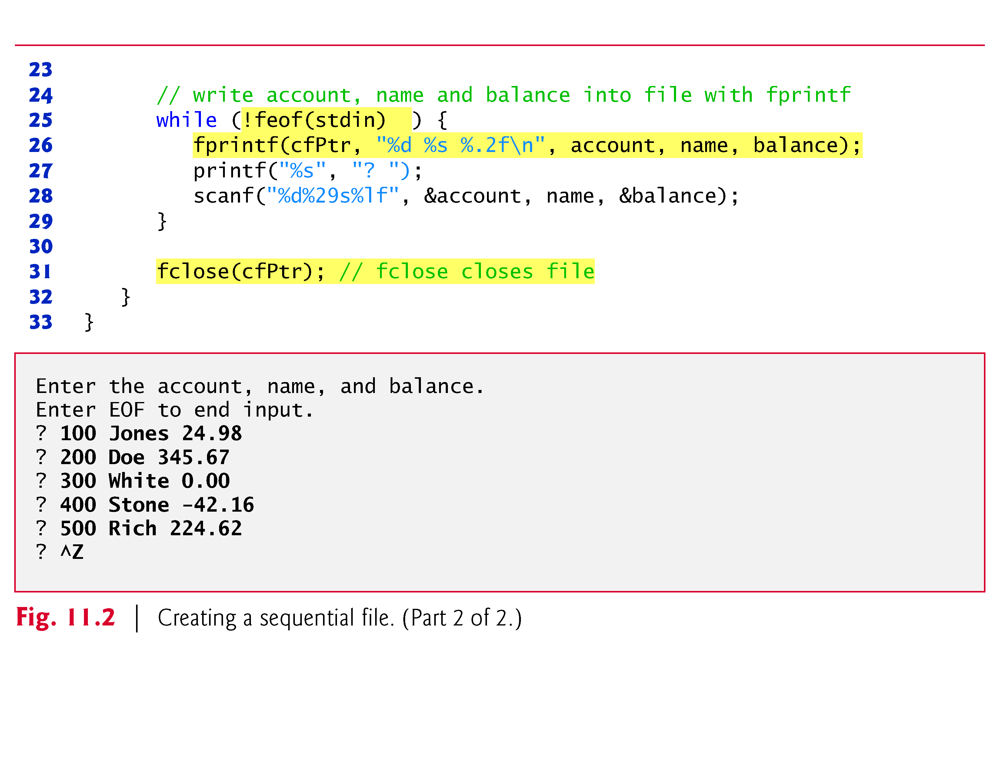 23
24 // write account, name and balance into file with fprintf
25 while (!feof(stdin)  ) {
26 fprintf(cfPtr, "%d %s %.2f\n", account, name, balance);
27 printf("%s", "? ");
28 scanf("%d%29s%lf", &account, name, &balance);
29 }
30
31 fclose(cfPtr); // fclose closes file
32 }
33 }
Enter the account, name, and balance.
Enter EOF to end input.
? 100 Jones 24.98
? 200 Doe 345.67
? 300 White 0.00
? 400 Stone –42.16
? 500 Rich 224.62
? ^Z
Fig. 11.2 | Creating a sequential file. (Part 2 of 2.)